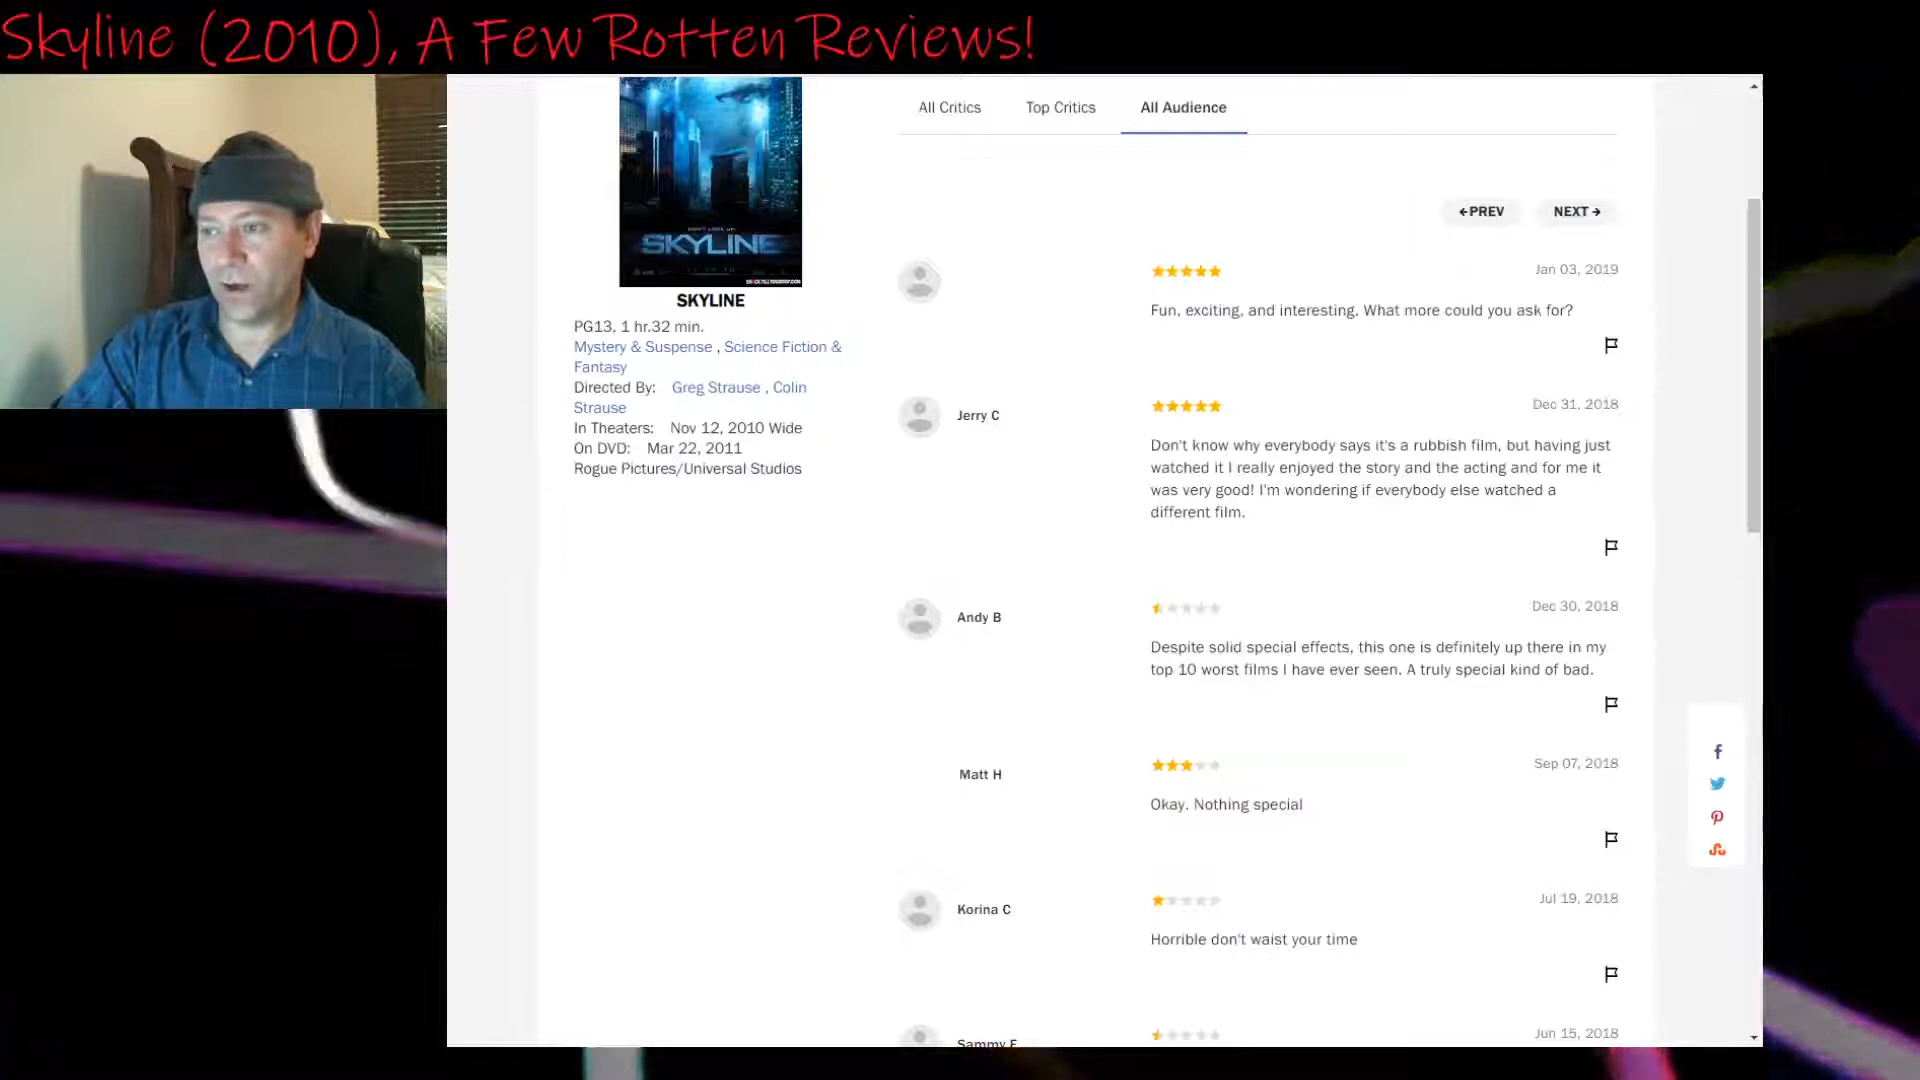 Skyline (2010), A Few Rotten Reviews!
All Critics Top Critics All Audience
←PREV NEXT→
SKYLINE
SKYLINE
PG13, 1 hr.32 min.
Mystery & Suspense , Science Fiction &
Fantasy
Directed By: Greg Strause , Colin
Strause
In Theaters: Nov 12, 2010 Wide
On DVD: Mar 22, 2011
Rogue Pictures/Universal Studios
Jan 03, 2019
Fun, exciting, and interesting. What more could you ask for?
Jerry C
Dec 31, 2018
Don't know why everybody says it's a rubbish film, but having just
watched it I really enjoyed the story and the acting and for me it
was very good! I'm wondering if everybody else watched a
different film.
Andy B
Dec 30, 2018
Despite solid special effects, this one is definitely up there in my
top 10 worst films I have ever seen. A truly special kind of bad.
Matt H
Sep 07, 2018
Okay. Nothing special
Korina C
Jul 19, 2018
Horrible don't waist your time
Sammy F
Jun 15, 2018